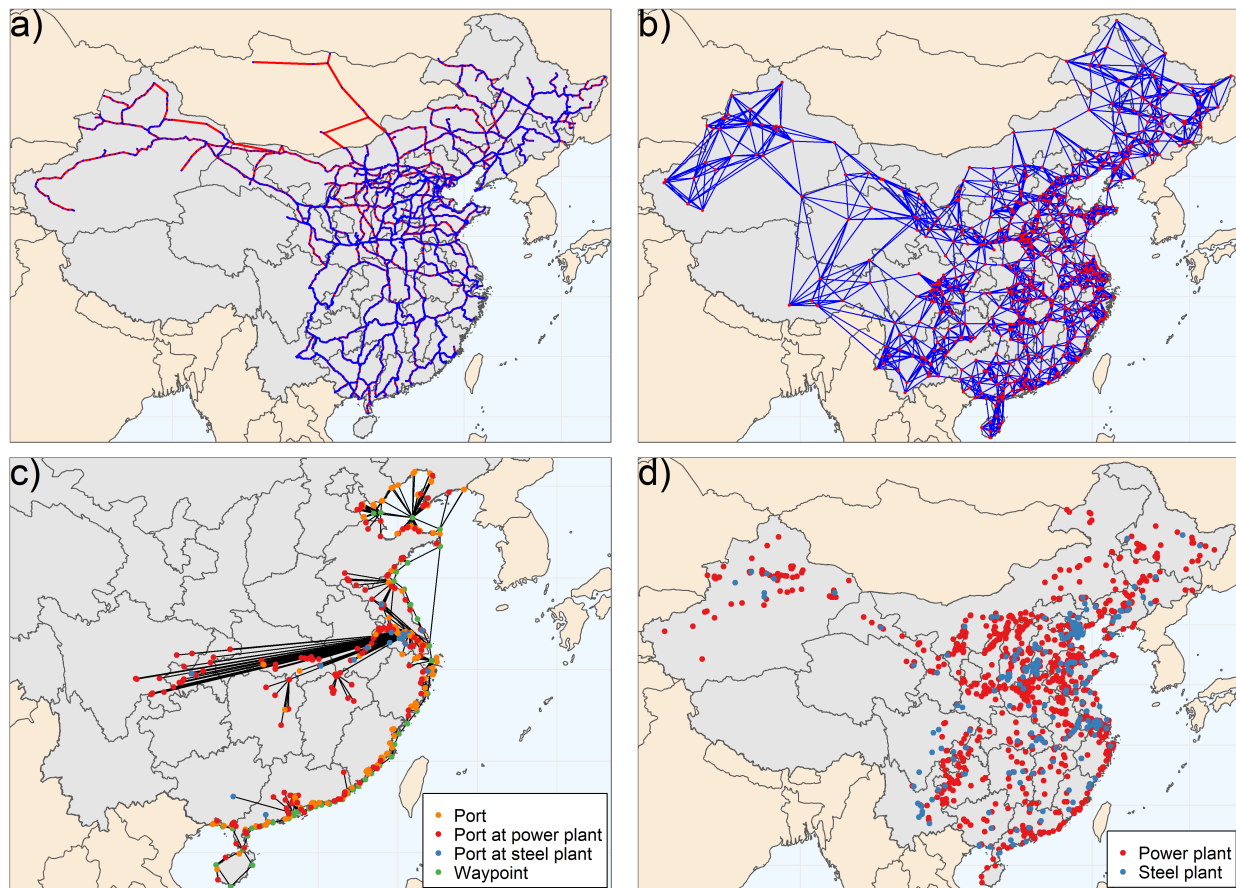 a)
b)
c)
Port
Port at power plant
Port at steel plant
Waypoint
d)
Power plant
Steel plant